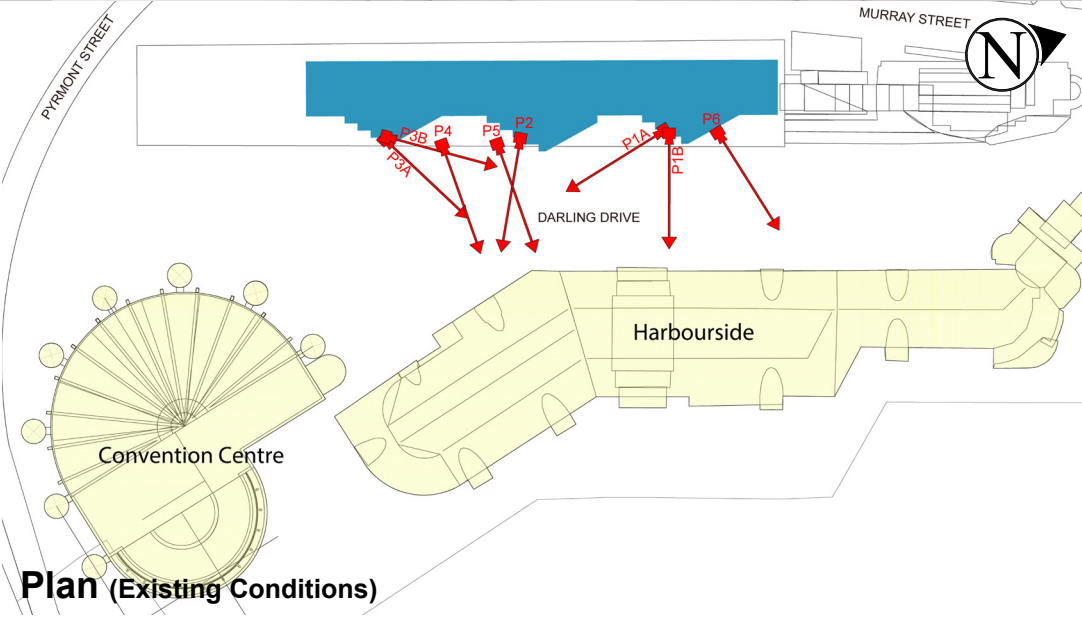 PYRMONT STREET
MURRAY STREET
N
P3B
P4
P5
P2
P1A
P6
P3A
P1B
DARLING DRIVE
Harbourside
Convention Centre
Plan (Existing Conditions)